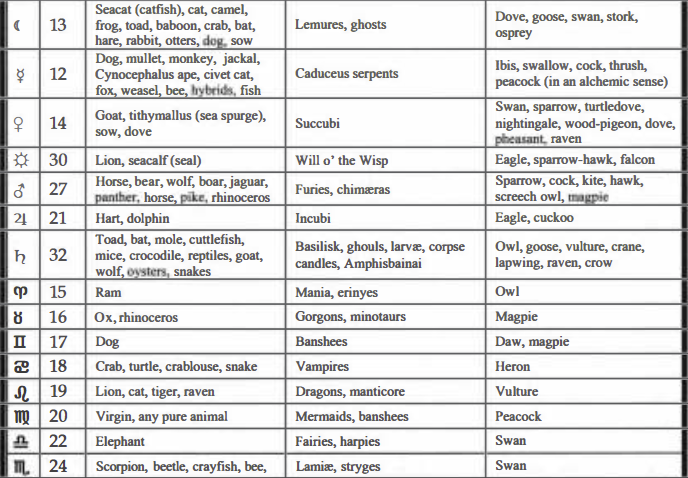 ☾ 13
Seacat (catfish), cat, camel,
frog, toad, baboon, crab, bat,
hare, rabbit, otters, dog, sow
Lemures, ghosts
Dove, goose, swan, stork,
osprey
☿ 12
Dog, mullet, monkey, jackal,
Cynocephalus ape, civet cat,
fox, weasel, bee, hybrids, fish
Caduceus serpents
Ibis, swallow, cock, thrush,
peacock (in an alchemic sense)
♀ 14
Goat, tithymallus (sea spurge),
sow, dove
Succubi
Swan, sparrow, turtledove,
nightingale, wood-pigeon, dove,
pheasant, raven
☼ 30
Lion, seacalf (seal)
Will o’ the Wisp
Eagle, sparrow-hawk, falcon
♂ 27
Horse, bear, wolf, boar, jaguar,
panther, horse, pike, rhinoceros
Furies, chimæras
Sparrow, cock, kite, hawk,
screech owl, magpie
♃ 21
Hart, dolphin
Incubi
Eagle, cuckoo
♄ 32
Toad, bat, mole, cuttlefish,
mice, crocodile, reptiles, goat,
wolf, oysters, snakes
Basilisk, ghouls, larvæ, corpse
candles, Amphisbainai
Owl, goose, vulture, crane,
lapwing, raven, crow
♈ 15
Ram
Mania, erinyes
Owl
♉ 16
Ox, rhinoceros
Gorgons, minotaurs
Magpie
♊ 17
Dog
Banshees
Daw, magpie
♋ 18
Crab, turtle, crablouse, snake
Vampires
Heron
♌ 19
Lion, cat, tiger, raven
Dragons, manticore
Vulture
♍ 20
Virgin, any pure animal
Mermaids, banshees
Peacock
♎ 22
Elephant
Fairies, harpies
Swan
♏ 24
Scorpion, beetle, crayfish, bee,
Lamiæ, stryges
Swan